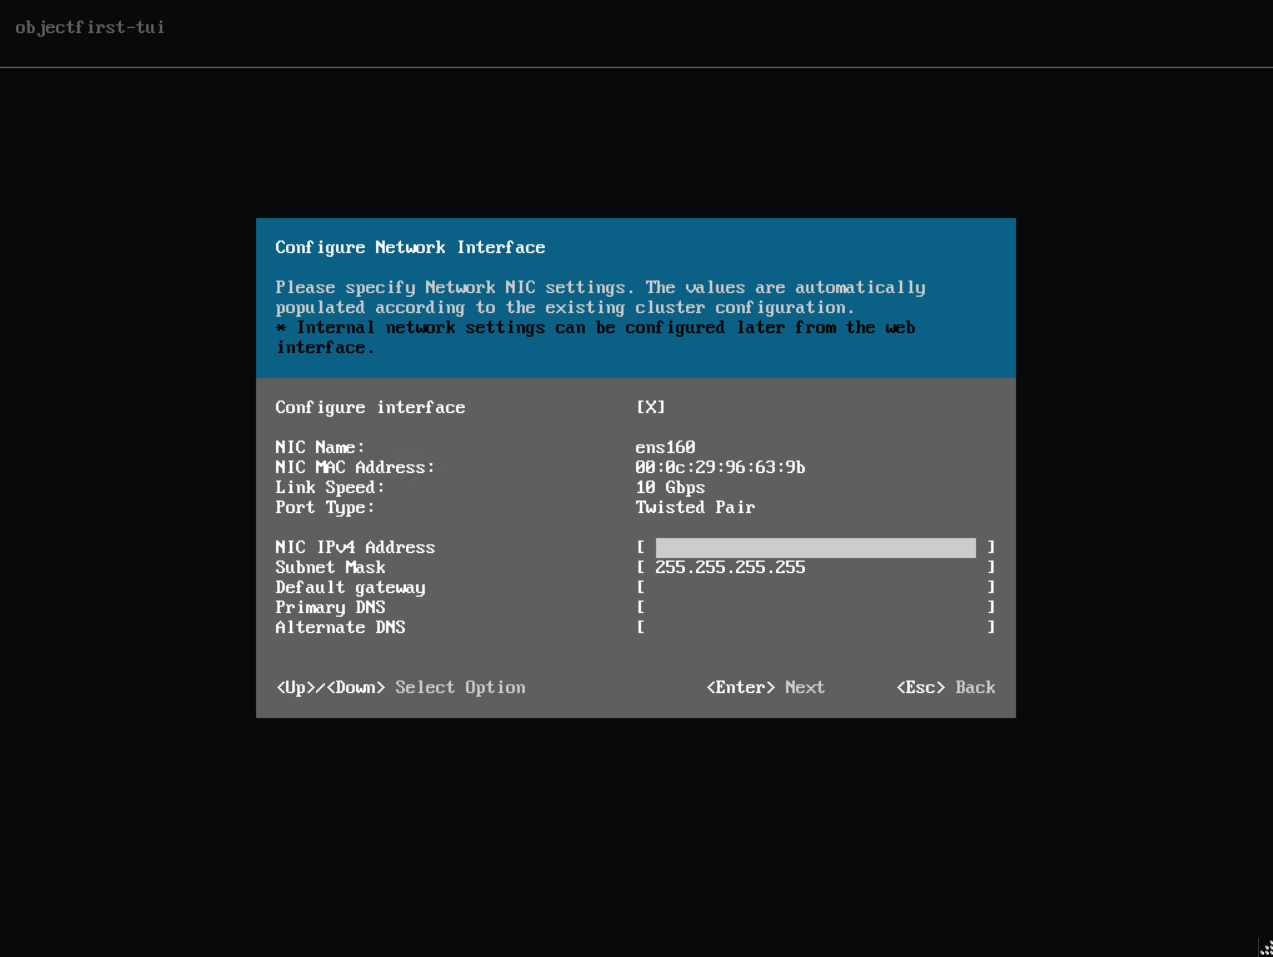 objectfirst-tui
Configure Network Interface
Please specify Network NIC settings. The values are automatically
populated according to the existing cluster configuration.
* Internal network settings can be configured later from the web
interface.
Configure interface [X]
NIC Name: ens160
NIC MAC Address: 00:0c:29:96:63:9b
Link Speed: 10 Gbps
Port Type: Twisted Pair
NIC IPv4 Address [ ]
Subnet Mask [ 255.255.255.255 ]
Default gateway [ ]
Primary DNS [ ]
Alternate DNS [ ]
<Up>/<Down> Select Option <Enter> Next <Esc> Back